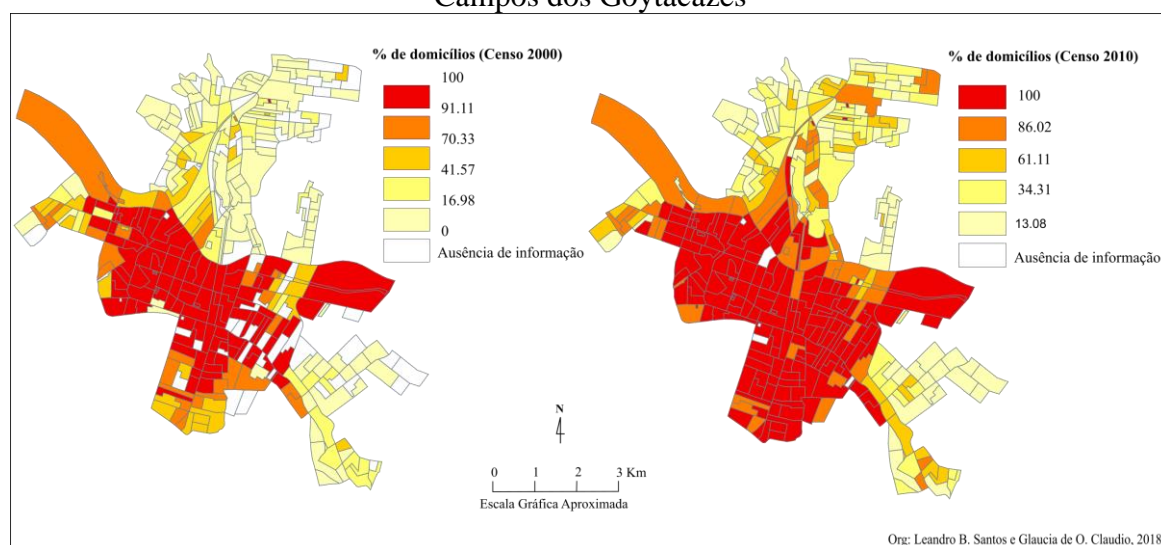 Campos dos Goytacazes
% de domicílios (Censo 2000)
100
91.11
70.33
41.57
16.98
0
Ausência de informação
% de domicílios (Censo 2010)
100
86.02
61.11
34.31
13.08
Ausência de informação
N
0 1 2 3 Km
Escala Gráfica Aproximada
Org: Leandro B. Santos e Glaucia de O. Claudio, 2018